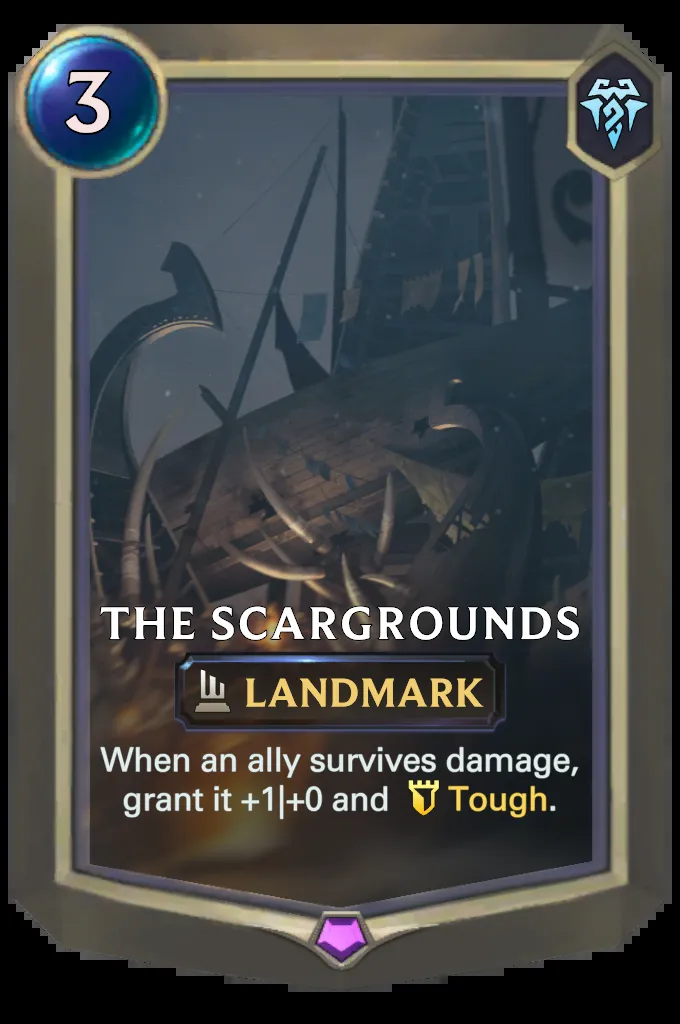 3
THE SCARGROUNDS
LANDMARK
When an ally survives damage,
grant it +1|+0 and Tough.